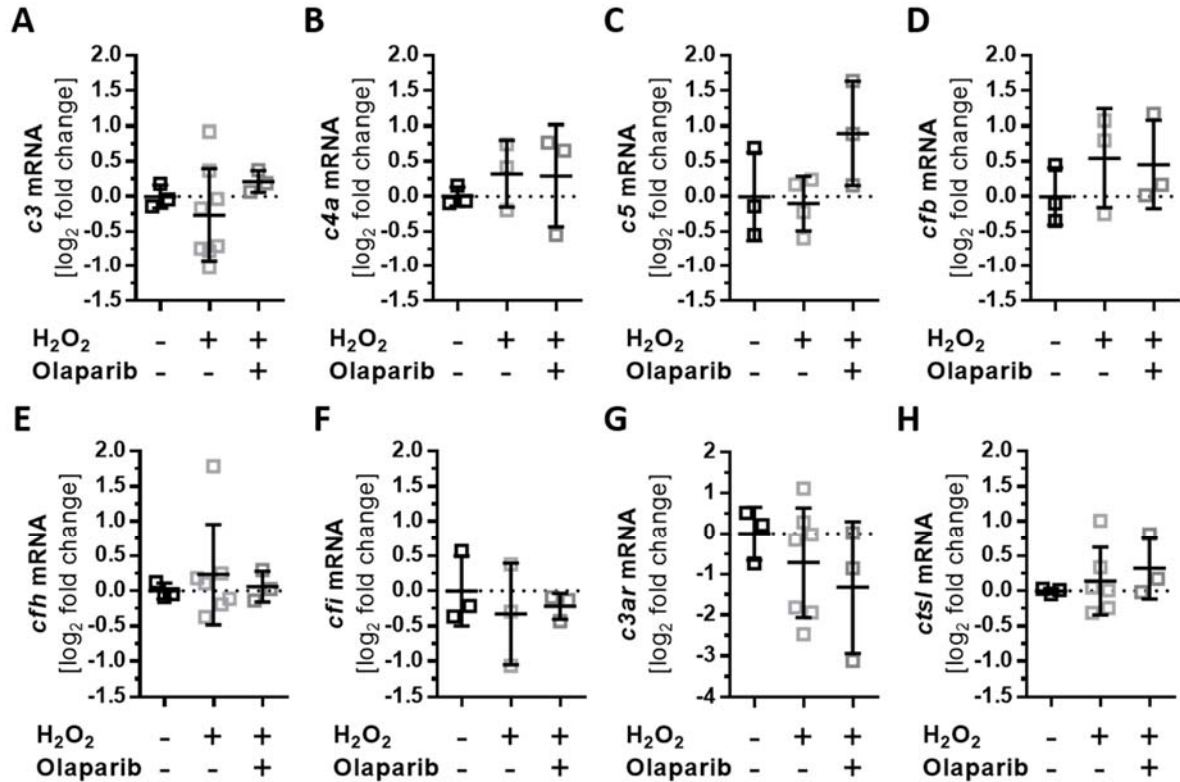 A
B
C
D
c3 mRNA
[log2 fold change]
2.0
1.5
1.0
0.5
0.0
-0.5
-1.0
-1.5
c4a mRNA
[log2 fold change]
2.0
1.5
1.0
0.5
0.0
-0.5
-1.0
-1.5
c5 mRNA
[log2 fold change]
2.0
1.5
1.0
0.5
0.0
-0.5
-1.0
-1.5
cfb mRNA
[log2 fold change]
2.0
1.5
1.0
0.5
0.0
-0.5
-1.0
-1.5
H2O2 - + +
Olaparib - - +
H2O2 - + +
Olaparib - - +
H2O2 - + +
Olaparib - - +
H2O2 - + +
Olaparib - - +
E
F
G
H
cfh mRNA
[log2 fold change]
2.0
1.5
1.0
0.5
0.0
-0.5
-1.0
-1.5
cfi mRNA
[log2 fold change]
2.0
1.5
1.0
0.5
0.0
-0.5
-1.0
-1.5
c3ar mRNA
[log2 fold change]
2
1
0
-1
-2
-3
-4
ctsl mRNA
[log2 fold change]
2.0
1.5
1.0
0.5
0.0
-0.5
-1.0
-1.5
H2O2 - + +
Olaparib - - +
H2O2 - + +
Olaparib - - +
H2O2 - + +
Olaparib - - +
H2O2 - + +
Olaparib - - +